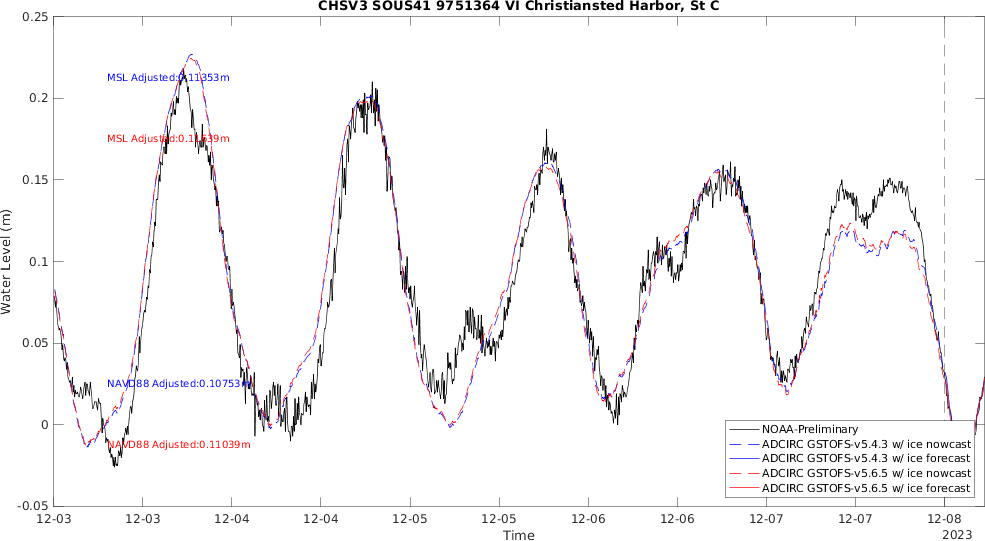 CHSV3 SOUS41 9751364 VI Christiansted Harbor, St C
0.25
0.2
0.15
0.1
0.05
0
-0.05
Water Level (m)
MSL Adjusted:0.11353m
MSL Adjusted:
NAVD88 Adjusted:0.10753m
NAVD88 Adjusted:0.11039m
NOAA-Preliminary
ADCIRC GSTOFS-v5.4.3 w/ ice nowcast
ADCIRC GSTOFS-v5.4.3 w/ ice forecast
ADCIRC GSTOFS-v5.6.5 w/ ice nowcast
ADCIRC GSTOFS-v5.6.5 w/ ice forecast
12-03 12-03 12-04 12-04 12-05 12-05 12-06 12-06 12-07 12-07 12-08
Time
2023